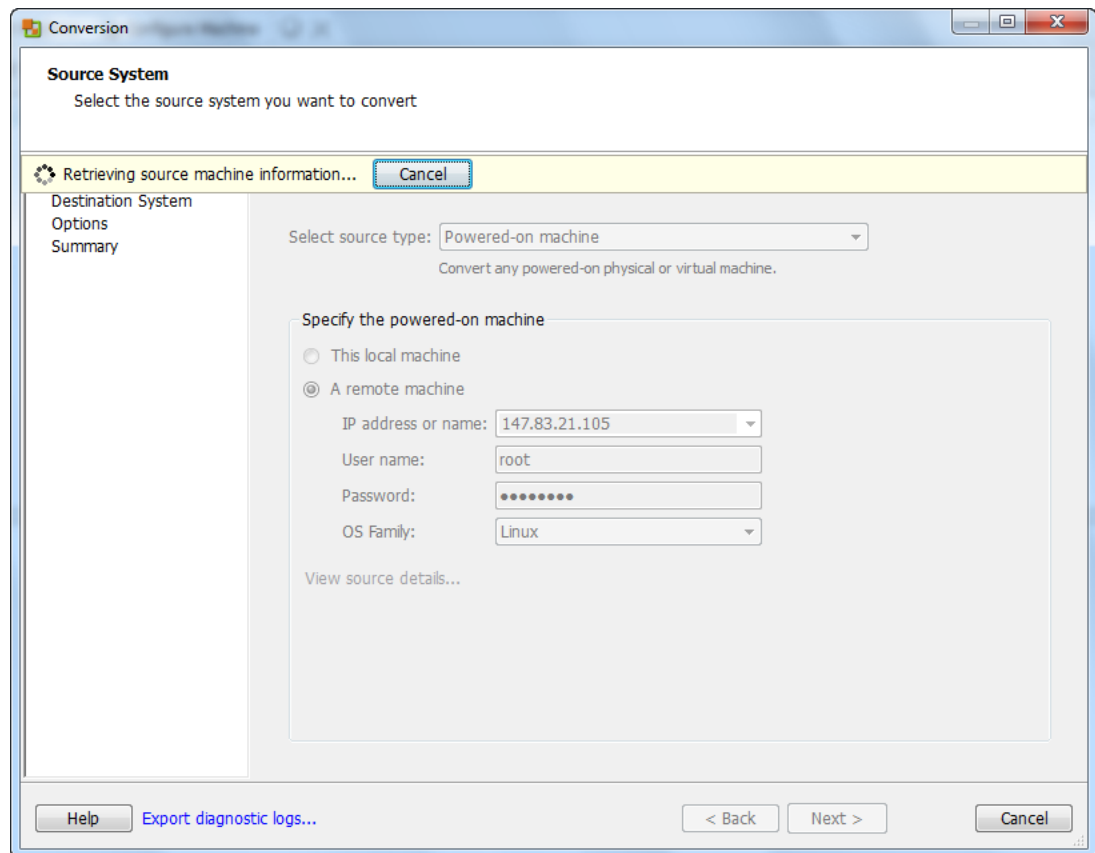 Conversion
Source System
Select the source system you want to convert
Retrieving source machine information... Cancel
Destination System
Options
Summary
Select source type: Powered-on machine
Convert any powered-on physical or virtual machine.
Specify the powered-on machine
This local machine
A remote machine
IP address or name: 147.83.21.105
User name: root
Password: ●●●●●●●●
OS Family: Linux
View source details...
Help Export diagnostic logs... < Back Next > Cancel